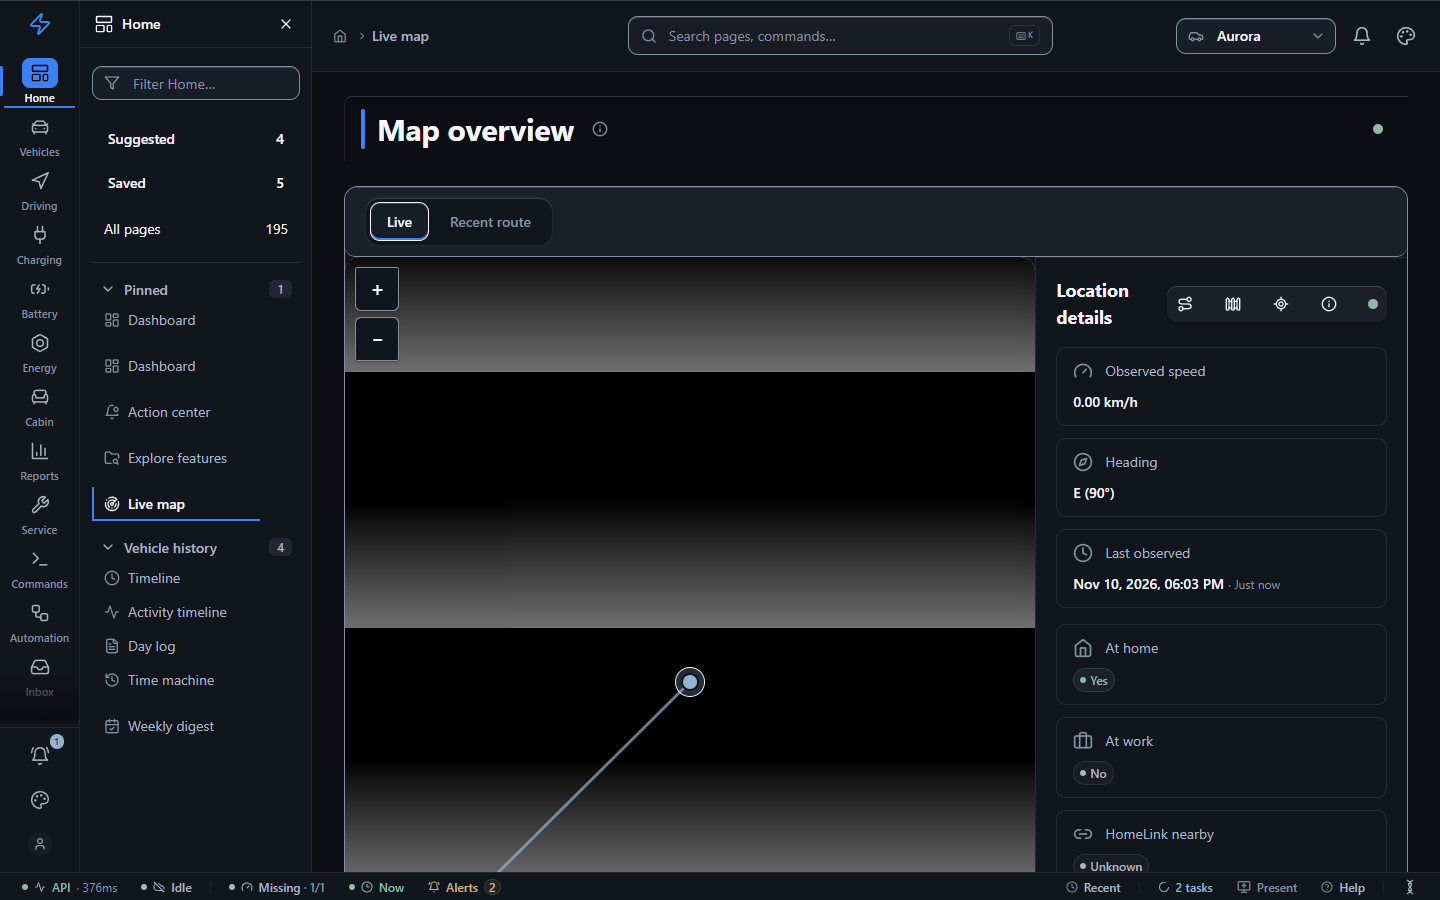 Home
Vehicles
Driving
Charging
Battery
Energy
Cabin
Reports
Service
Commands
Automation
Inbox
1
Home
Filter Home...
Suggested 4
Saved 5
All pages 195
Pinned 1
Dashboard
Dashboard
Action center
Explore features
Live map
Vehicle history 4
Timeline
Activity timeline
Day log
Time machine
Weekly digest
Live map
Search pages, commands...
K
Aurora
Map overview
Live
Recent route
+
−
Location
details
Observed speed
0.00 km/h
Heading
E (90°)
Last observed
Nov 10, 2026, 06:03 PM · Just now
At home
Yes
At work
No
HomeLink nearby
Unknown
API · 376ms
Idle
Missing · 1/1
Now
Alerts 2
Recent
2 tasks
Present
Help